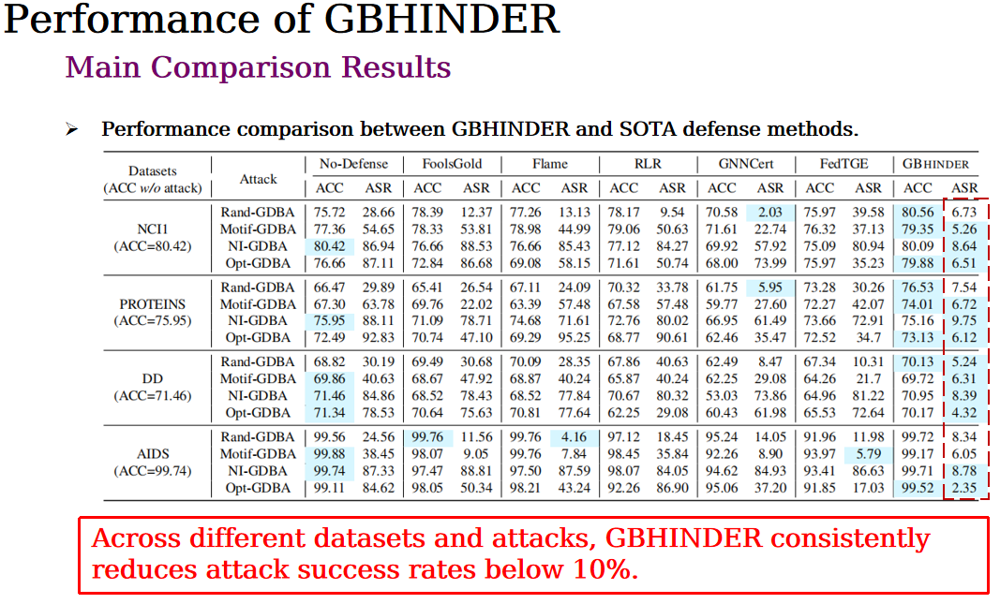 Performance of GBHINDER
Main Comparison Results
➤ Performance comparison between GBHINDER and SOTA defense methods.
Datasets (ACC w/o attack) Attack No-Defense FoolsGold Flame RLR GNNCert FedTGE GBHINDER
ACC ASR ACC ASR ACC ASR ACC ASR ACC ASR ACC ASR ACC ASR
NCI1 (ACC=80.42)
Rand-GDBA 75.72 28.66 78.39 12.37 77.26 13.13 78.17 9.54 70.58 2.03 75.97 39.58 80.56 6.73
Motif-GDBA 77.36 54.65 78.33 53.81 78.98 44.99 79.06 50.63 71.61 22.74 76.32 37.13 79.35 5.26
NI-GDBA 80.42 86.94 76.66 88.53 76.66 85.43 77.12 84.27 69.92 57.92 75.09 80.94 80.09 8.64
Opt-GDBA 76.66 87.11 72.84 86.68 69.08 58.15 71.61 50.74 68.00 73.99 75.97 35.23 79.88 6.51
PROTEINS (ACC=75.95)
Rand-GDBA 66.47 29.89 65.41 26.54 67.11 24.09 70.32 33.78 61.75 5.95 73.28 30.26 76.53 7.54
Motif-GDBA 67.30 63.78 69.76 22.02 63.39 57.48 67.58 57.48 59.77 27.60 72.27 42.07 74.01 6.72
NI-GDBA 75.95 88.11 71.09 78.71 74.68 71.61 72.76 80.02 66.95 61.49 73.66 72.91 75.16 9.75
Opt-GDBA 72.49 92.83 70.74 47.10 69.29 95.25 68.77 90.61 62.46 35.47 72.52 34.7 73.13 6.12
DD (ACC=71.46)
Rand-GDBA 68.82 30.19 69.49 30.68 70.09 28.35 67.86 40.63 62.49 8.47 67.34 10.31 70.13 5.24
Motif-GDBA 69.86 40.63 68.67 47.92 68.87 40.24 65.87 40.24 62.25 29.08 64.26 21.7 69.72 6.31
NI-GDBA 71.46 84.86 68.52 78.43 68.52 77.84 70.67 80.32 53.03 73.86 64.96 81.22 70.95 8.39
Opt-GDBA 71.34 78.53 70.64 75.63 70.81 77.64 62.25 29.08 60.43 61.98 65.53 72.64 70.17 4.32
AIDS (ACC=99.74)
Rand-GDBA 99.56 24.56 99.76 11.56 99.76 4.16 97.12 18.45 95.24 14.05 91.96 11.98 99.72 8.34
Motif-GDBA 99.88 38.45 98.07 9.05 99.76 7.84 98.45 35.84 92.26 8.90 93.97 5.79 99.17 6.05
NI-GDBA 99.74 87.33 97.47 88.81 97.50 87.59 98.07 84.05 94.62 84.93 93.41 86.63 99.71 8.78
Opt-GDBA 99.11 84.62 98.05 50.34 98.21 43.24 92.26 86.90 95.06 37.20 91.85 17.03 99.52 2.35
Across different datasets and attacks, GBHINDER consistently
reduces attack success rates below 10%.